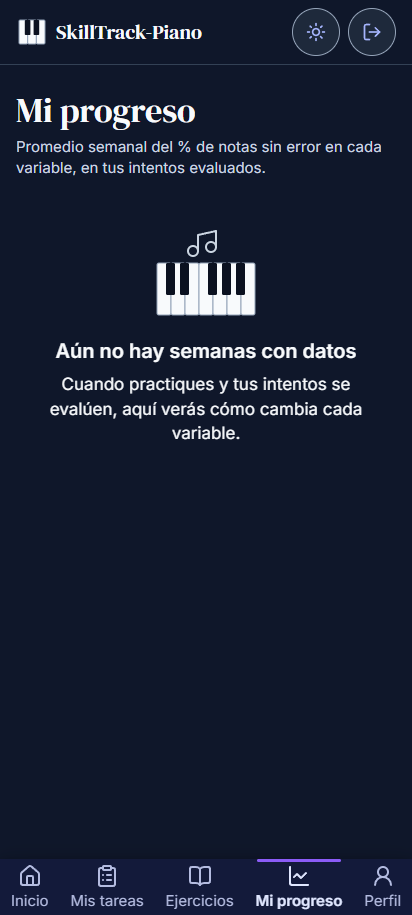 SkillTrack-Piano
Mi progreso
Promedio semanal del % de notas sin error en cada
variable, en tus intentos evaluados.
Aún no hay semanas con datos
Cuando practiques y tus intentos se
evalúen, aquí verás cómo cambia cada
variable.
Inicio Mis tareas Ejercicios Mi progreso Perfil